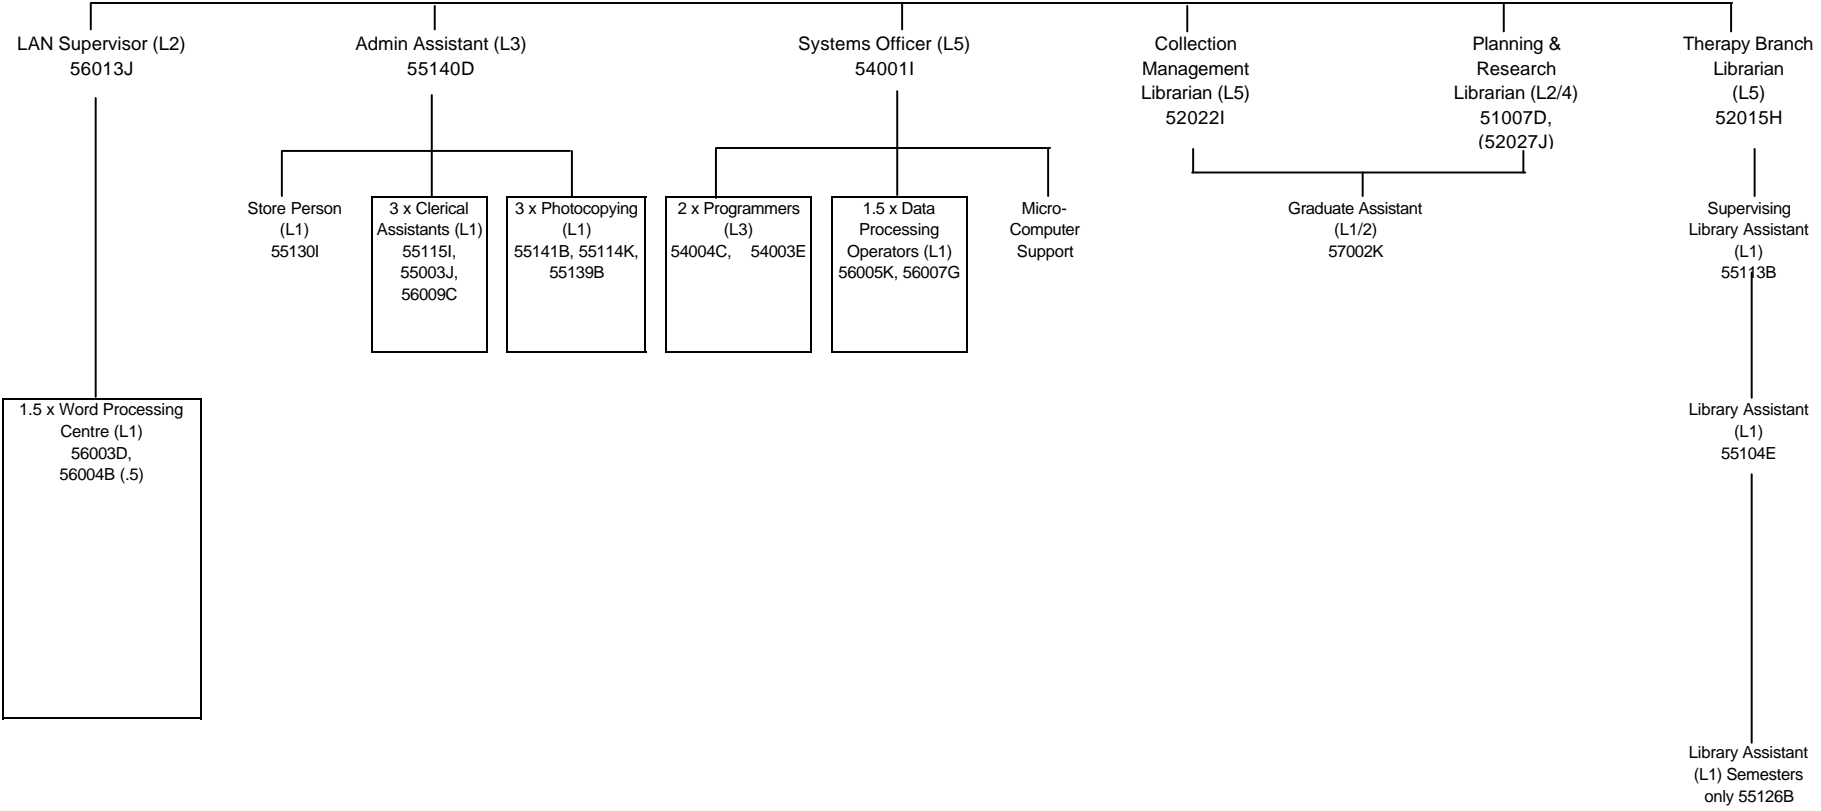 LAN Supervisor (L2)
56013J
Admin Assistant (L3)
55140D
Systems Officer (L5)
54001I
Collection
Management
Librarian (L5)
52022I
Planning &
Research
Librarian (L2/4)
51007D,
(52027J)
Therapy Branch
Librarian
(L5)
52015H
Store Person
(L1)
55130I
3 x Clerical
Assistants (L1)
55115I,
55003J,
56009C
3 x Photocopying
(L1)
55141B, 55114K,
55139B
2 x Programmers
(L3)
54004C, 54003E
1.5 x Data
Processing
Operators (L1)
56005K, 56007G
Micro-
Computer
Support
Graduate Assistant
(L1/2)
57002K
Supervising
Library Assistant
(L1)
55113B
1.5 x Word Processing
Centre (L1)
56003D,
56004B (.5)
Library Assistant
(L1)
55104E
Library Assistant
(L1) Semesters
only 55126B